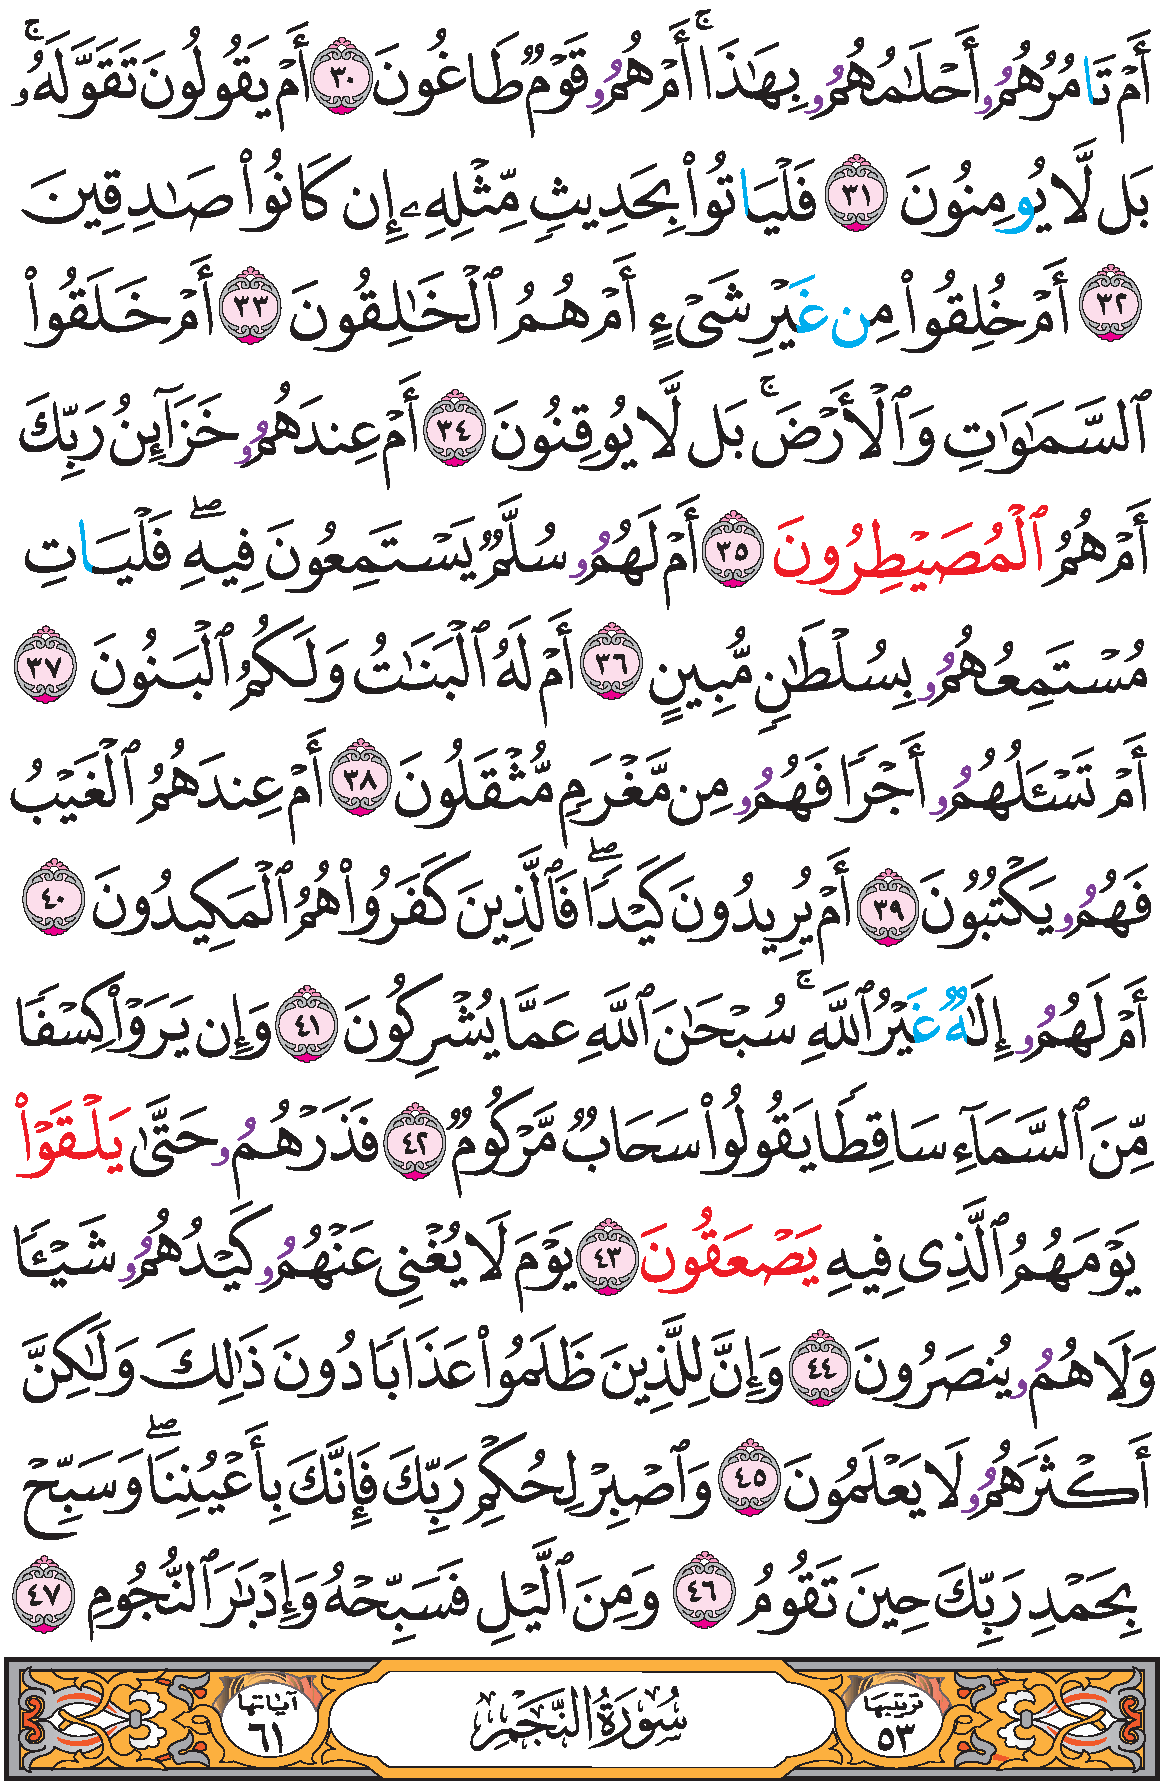 أَمْ تَامُرُهُمُۥ أَحْلَٰمُهُمُۥ بِهَٰذَاۚ أَمْ هُمُۥ قَوْمٞ طَاغُونَ ٣٠ أَمْ يَقُولُونَ تَقَوَّلَهُۥۚ
بَل لَّا يُومِنُونَ ٣١ فَلْيَاتُوا۟ بِحَدِيثٍ مِّثْلِهِۦٓ إِن كَانُوا۟ صَٰدِقِينَ
٣٢ أَمْ خُلِقُوا۟ مِن غَيْرِ شَىْءٍ أَمْ هُمُ ٱلْخَٰلِقُونَ ٣٣ أَمْ خَلَقُوا۟
ٱلسَّمَٰوَٰتِ وَٱلْأَرْضَۚ بَل لَّا يُوقِنُونَ ٣٤ أَمْ عِندَهُمُۥ خَزَآئِنُ رَبِّكَ
أَمْ هُمُ ٱلْمُصَيْطِرُونَ ٣٥ أَمْ لَهُمُۥ سُلَّمٞ يَسْتَمِعُونَ فِيهِۖ فَلْيَاتِ
مُسْتَمِعُهُمُۥ بِسُلْطَٰنٍ مُّبِينٍ ٣٦ أَمْ لَهُ ٱلْبَنَٰتُ وَلَكُمُ ٱلْبَنُونَ ٣٧
أَمْ تَسْـَٔلُهُمُۥ أَجْرًا فَهُمُۥ مِن مَّغْرَمٍ مُّثْقَلُونَ ٣٨ أَمْ عِندَهُمُ ٱلْغَيْبُ
فَهُمُۥ يَكْتُبُونَ ٣٩ أَمْ يُرِيدُونَ كَيْدًاۖ فَٱلَّذِينَ كَفَرُوا۟ هُمُ ٱلْمَكِيدُونَ ٤٠
أَمْ لَهُمُۥ إِلَٰهٌ غَيْرُ ٱللَّهِۚ سُبْحَٰنَ ٱللَّهِ عَمَّا يُشْرِكُونَ ٤١ وَإِن يَرَوْا۟ كِسْفًا
مِّنَ ٱلسَّمَآءِ سَاقِطًا يَقُولُوا۟ سَحَابٞ مَّرْكُومٞ ٤٢ فَذَرْهُمُۥ حَتَّىٰ يَلْقَوْا۟
يَوْمَهُمُ ٱلَّذِى فِيهِ يَصْعَقُونَ ٤٣ يَوْمَ لَا يُغْنِى عَنْهُمُۥ كَيْدُهُمُۥ شَيْـًٔا
وَلَا هُمُۥ يُنصَرُونَ ٤٤ وَإِنَّ لِلَّذِينَ ظَلَمُوا۟ عَذَابًا دُونَ ذَٰلِكَ وَلَٰكِنَّ
أَكْثَرَهُمُۥ لَا يَعْلَمُونَ ٤٥ وَٱصْبِرْ لِحُكْمِ رَبِّكَ فَإِنَّكَ بِأَعْيُنِنَاۖ وَسَبِّحْ
بِحَمْدِ رَبِّكَ حِينَ تَقُومُ ٤٦ وَمِنَ ٱلَّيْلِ فَسَبِّحْهُ وَإِدْبَٰرَ ٱلنُّجُومِ ٤٧
ترتيبها ٥٣ سُورَةُ النَّجْمِ آياتها ٦١